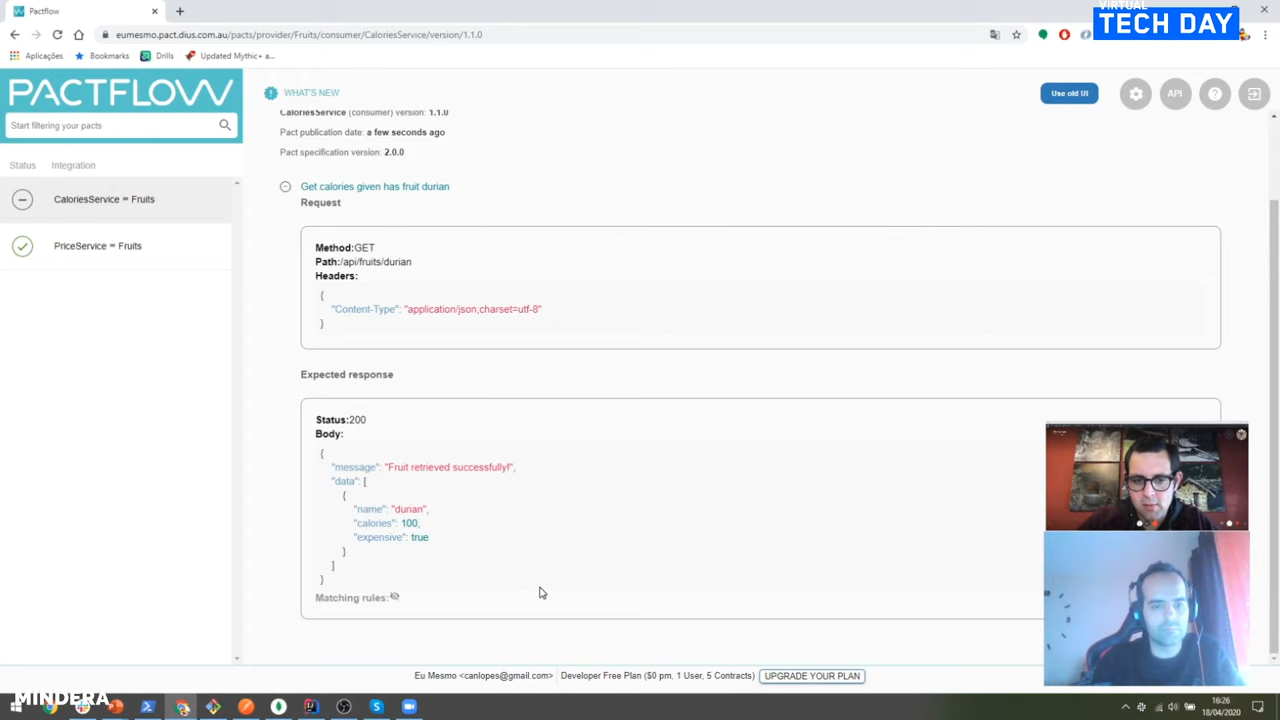 Pactflow
VIRTUAL
TECH DAY
eumesmo.pact.dius.com.au/pacts/provider/Fruits/consumer/CaloriesService/version/1.1.0
Aplicações
Bookmarks
Drills
Updated Mythic+ a...
PACTFLOW
WHAT'S NEW
Use old UI
API
Start filtering your pacts
CaloriesService (consumer) version: 1.1.0
Pact publication date: a few seconds ago
Pact specification version: 2.0.0
Status
Integration
CaloriesService = Fruits
PriceService = Fruits
Get calories given has fruit durian
Request
Method:GET
Path:/api/fruits/durian
Headers:
{
"Content-Type": "application/json;charset=utf-8"
}
Expected response
Status:200
Body:
{
"message": "Fruit retrieved successfully!",
"data": [
{
"name": "durian",
"calories": 100,
"expensive": true
}
]
}
Matching rules:
Eu Mesmo <canlopes@gmail.com>
Developer Free Plan ($0 pm, 1 User, 5 Contracts)
UPGRADE YOUR PLAN
MINDERA
16:26
18/04/2020